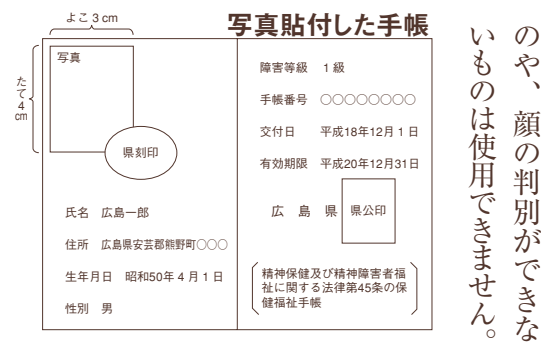 のや、顔の判別ができな
いものは使用できません。
写真貼付した手帳
よこ3cm
たて4cm
写真
県刻印
氏名 広島一郎
住所 広島県安芸郡熊野町○○○
生年月日 昭和50年4月1日
性別 男
障害等級 1級
手帳番号 ○○○○○○○○
交付日 平成18年12月1日
有効期限 平成20年12月31日
広島県 県公印
精神保健及び精神障害者福
祉に関する法律第45条の保
健福祉手帳